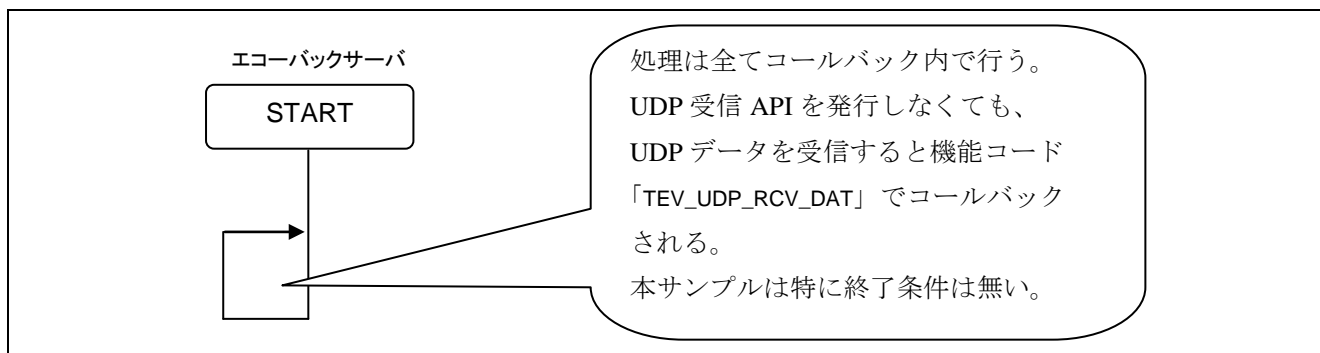 エコーバックサーバ
START
処理は全てコールバック内で行う。
UDP 受信 API を発行しなくても、
UDP データを受信すると機能コード
「TEV_UDP_RCV_DAT」でコールバック
される。
本サンプルは特に終了条件は無い。